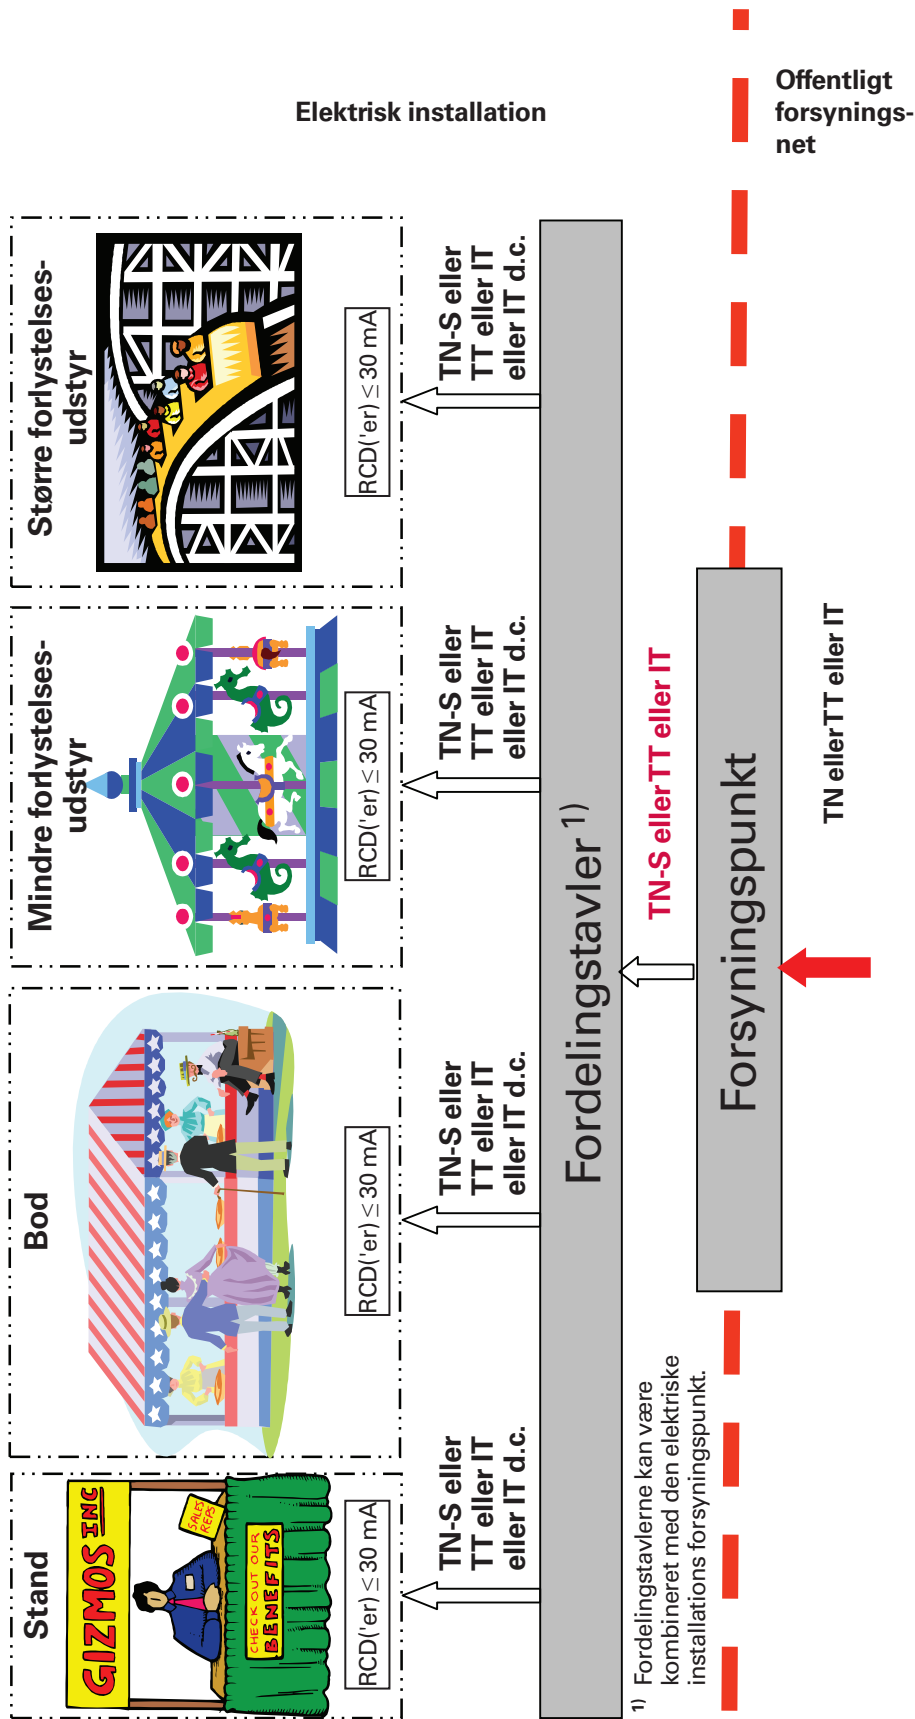 Elektrisk installation
Offentligt
forsynings-
net
Stand
GIZMOS INC
SALES
REPS
CHECK OUT OUR
BENEFITS
RCD('er) ≤ 30 mA
TN-S eller
TT eller IT
eller IT d.c.
Bod
RCD('er) ≤ 30 mA
TN-S eller
TT eller IT
eller IT d.c.
Mindre forlystelses-
udstyr
RCD('er) ≤ 30 mA
TN-S eller
TT eller IT
eller IT d.c.
Større forlystelses-
udstyr
RCD('er) ≤ 30 mA
TN-S eller
TT eller IT
eller IT d.c.
Fordelingstavler 1)
TN-S eller TT eller IT
Forsyningspunkt
TN eller TT eller IT
1) Fordelingstavlerne kan være
kombineret med den elektriske
installations forsyningspunkt.